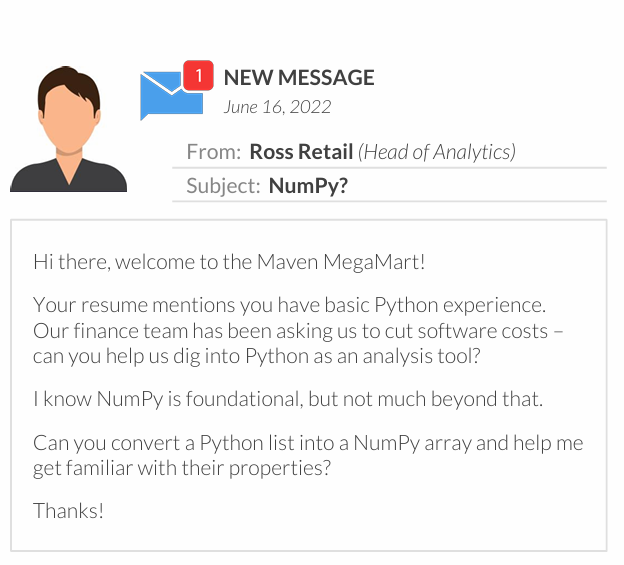 1
NEW MESSAGE
June 16, 2022
From: Ross Retail (Head of Analytics)
Subject: NumPy?
Hi there, welcome to the Maven MegaMart!
Your resume mentions you have basic Python experience.
Our finance team has been asking us to cut software costs –
can you help us dig into Python as an analysis tool?
I know NumPy is foundational, but not much beyond that.
Can you convert a Python list into a NumPy array and help me
get familiar with their properties?
Thanks!